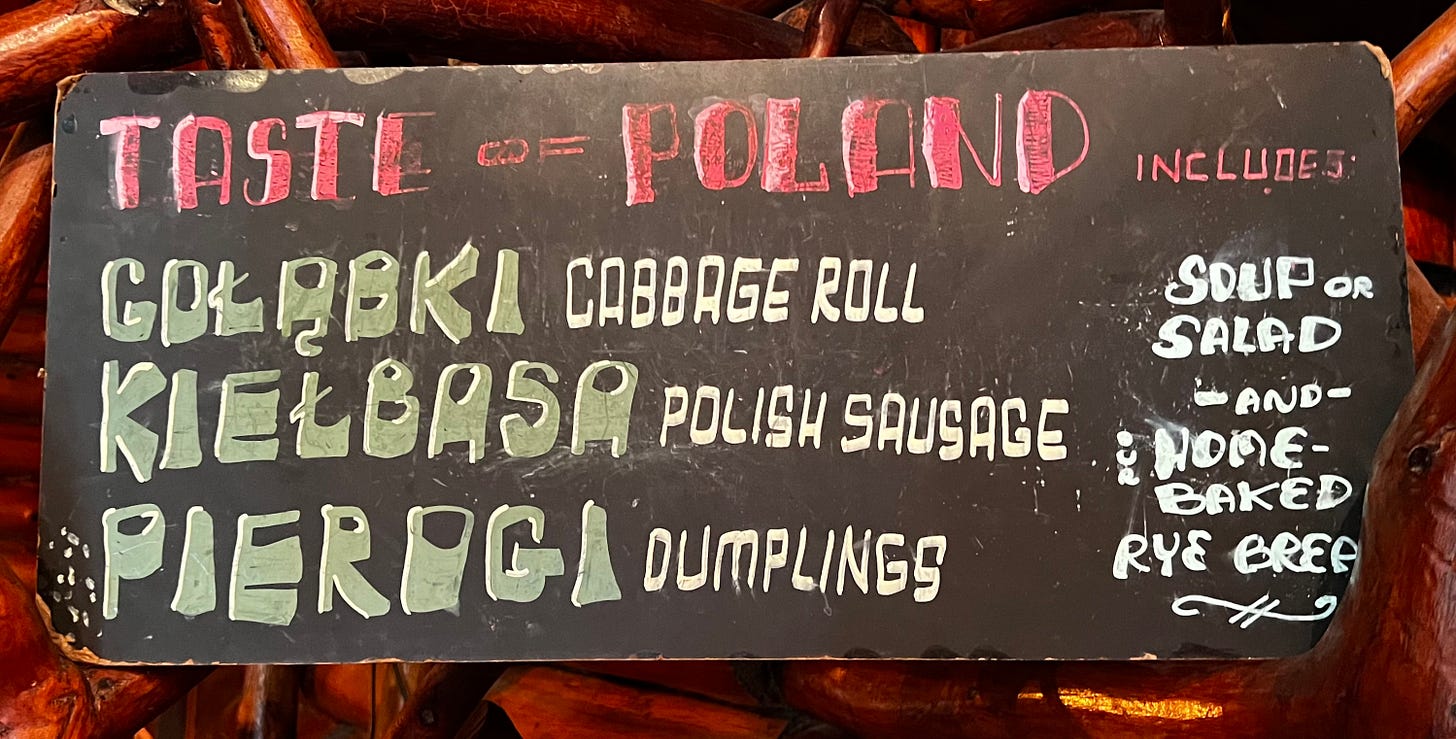 TASTE OF POLAND INCLUDES:
GOŁĄBKI CABBAGE ROLL
KIEŁBASA POLISH SAUSAGE
PIEROGI DUMPLINGS
SOUP OR
SALAD
-AND-
HOME-
BAKED
RYE BREA